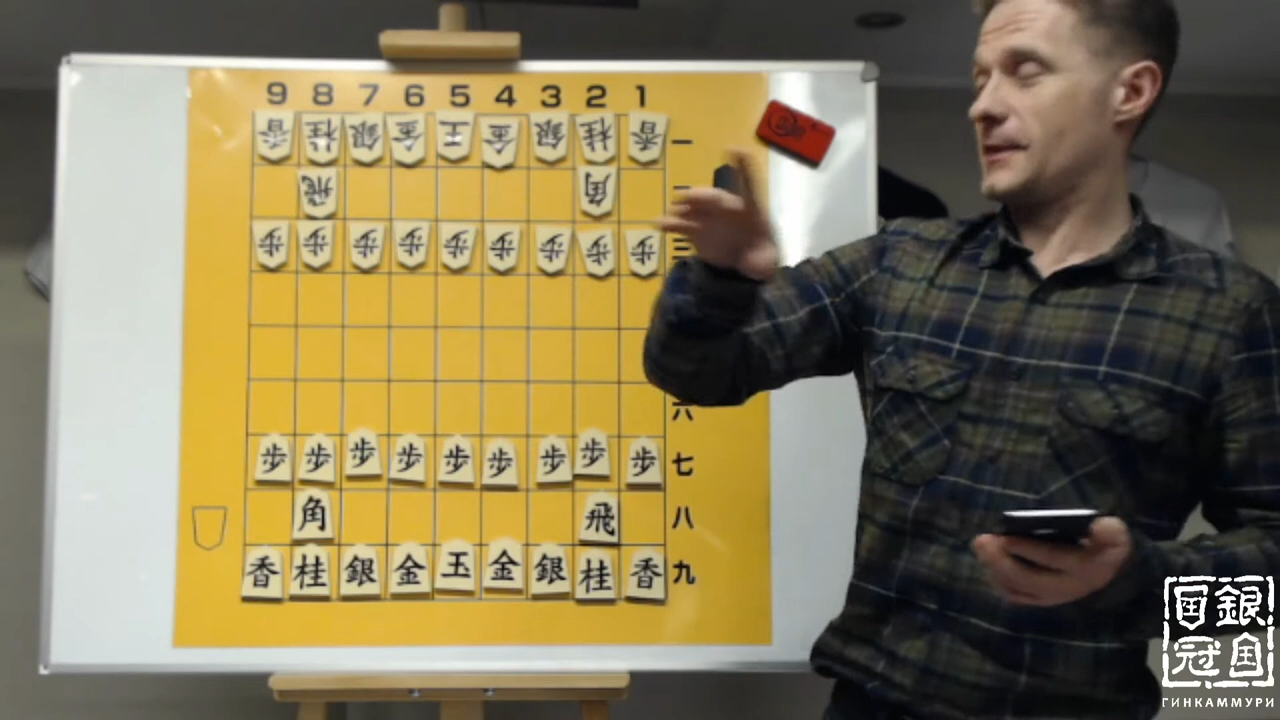 9 8 7 6 5 4 3 2 1
香 桂 銀 金 王 金 銀 桂 香 一
飛 角
歩 歩 歩 歩 歩 歩 歩 歩 歩 三
六
歩 歩 歩 歩 歩 歩 歩 歩 歩 七
角 飛 八
香 桂 銀 金 玉 金 銀 桂 香 九
銀
冠 国
ГИНКАММУРИ